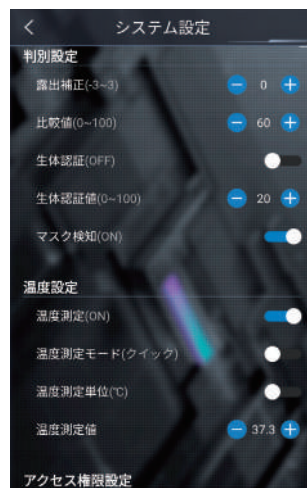 システム設定
判別設定
露出補正(-3~3) 0
比較値(0~100) 60
生体認証(OFF)
生体認証値(0~100) 20
マスク検知(ON)
温度設定
温度測定(ON)
温度測定モード(クイック)
温度測定単位(℃)
温度測定値 37.3
アクセス権限設定